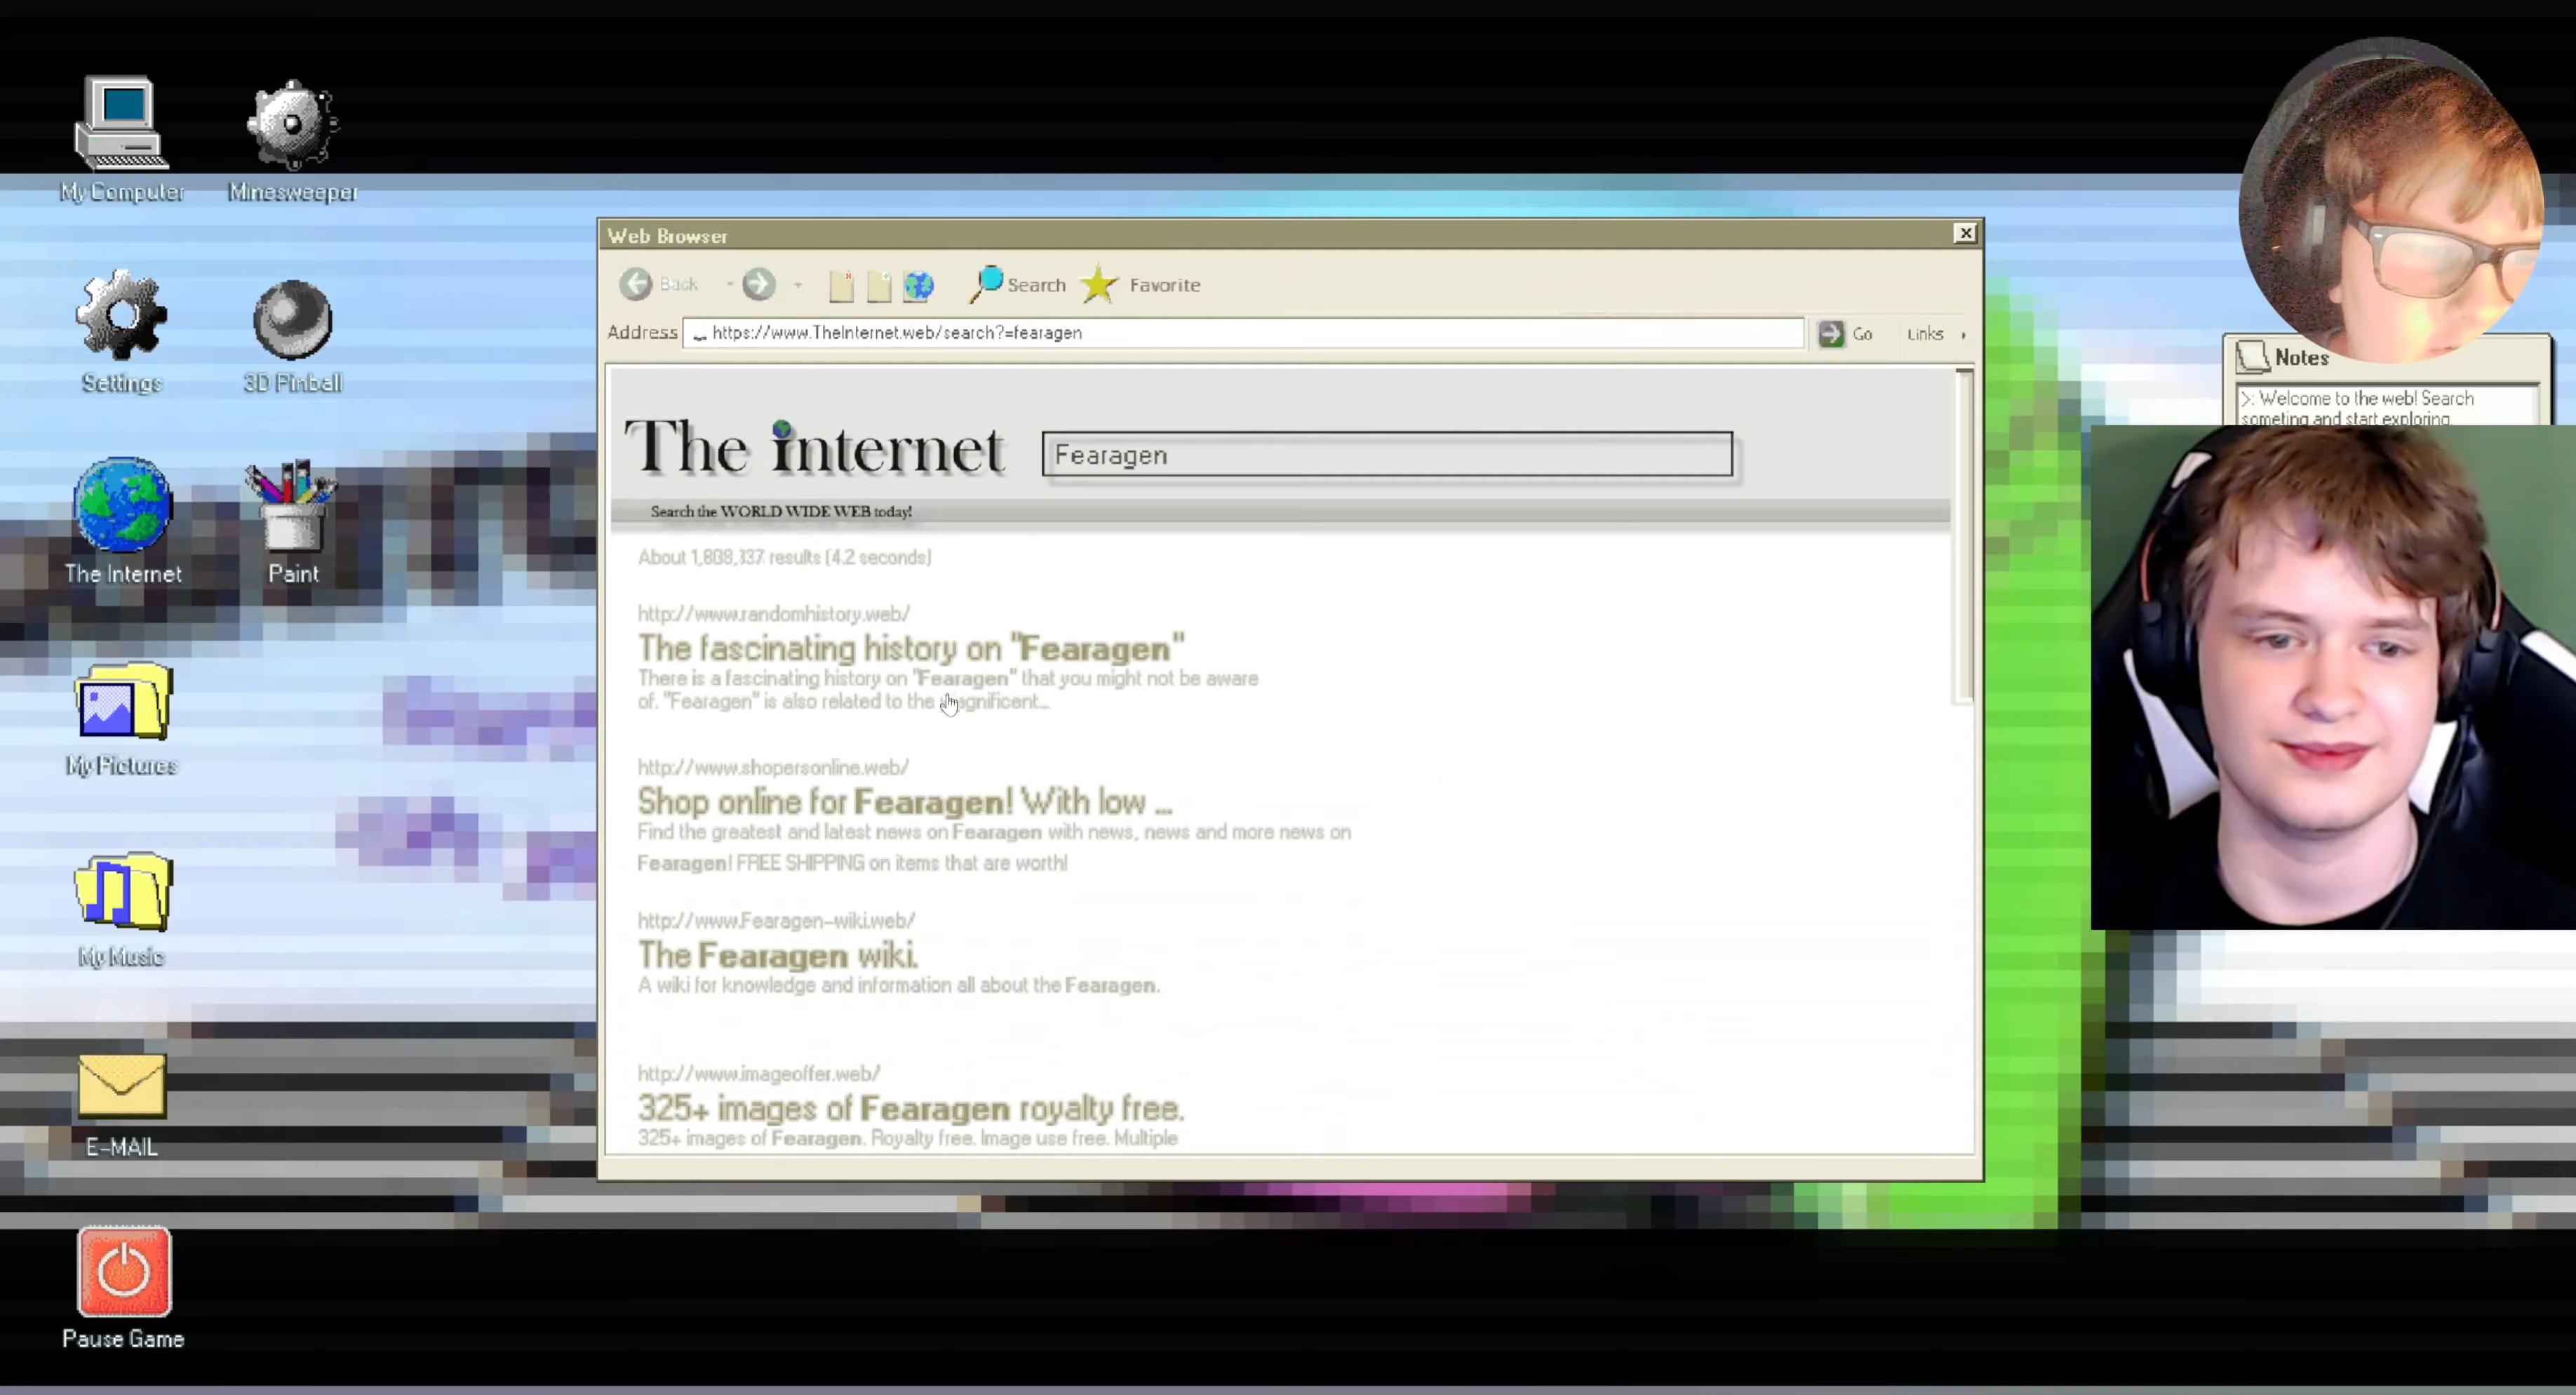 My Computer
Minesweeper
Settings
3D Pinball
The Internet
Paint
My Pictures
My Music
E-MAIL
Pause Game
Web Browser
Back
Search
Favorite
Address
https://www.TheInternet.web/search?=fearagen
Go
Links
The internet
Fearagen
Search the WORLD WIDE WEB today!
About 1,808,337 results (4.2 seconds)
http://www.randomhistory.web/
The fascinating history on "Fearagen"
There is a fascinating history on "Fearagen" that you might not be aware
of. "Fearagen" is also related to the magnificent...
http://www.shopersonline.web/
Shop online for Fearagen! With low ...
Find the greatest and latest news on Fearagen with news, news and more news on
Fearagen! FREE SHIPPING on items that are worth!
http://www.Fearagen-wiki.web/
The Fearagen wiki.
A wiki for knowledge and information all about the Fearagen.
http://www.imageoffer.web/
325+ images of Fearagen royalty free.
325+ images of Fearagen. Royalty free. Image use free. Multiple
Notes
>: Welcome to the web! Search
someting and start exploring.